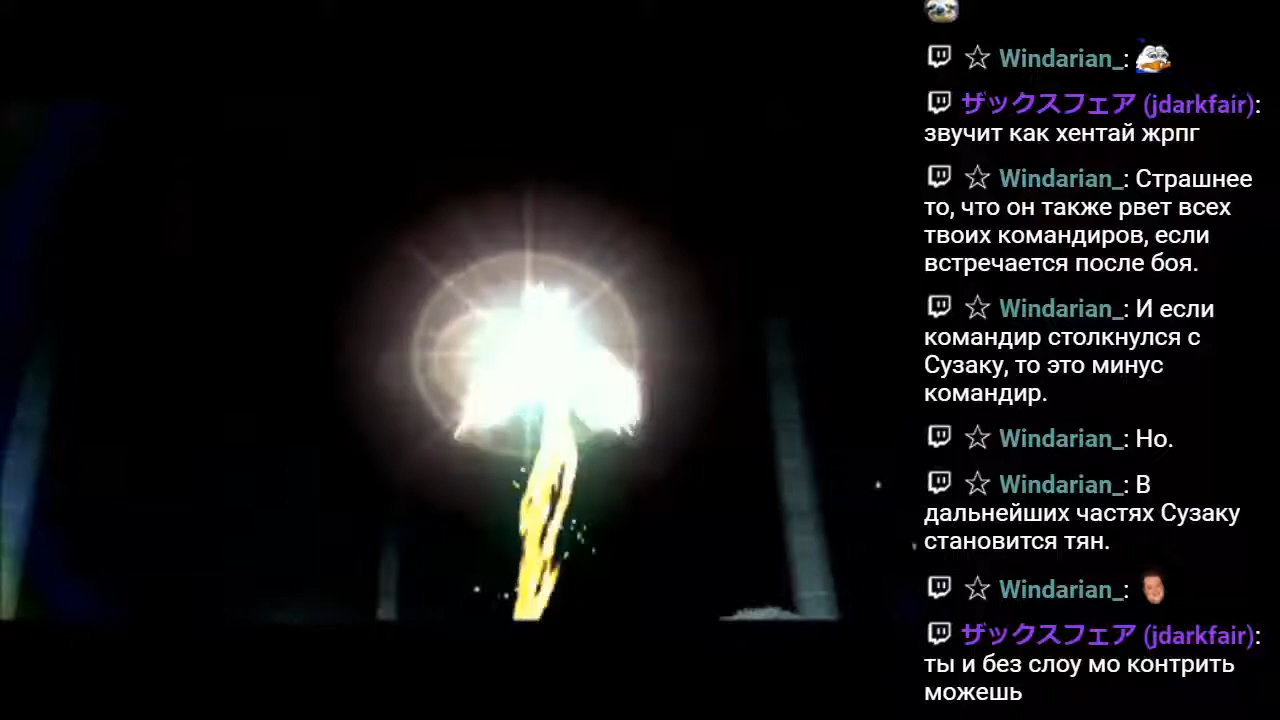 Windarian_:
ザックスフェア (jdarkfair):
звучит как хентай жрпг
Windarian_: Страшнее
то, что он также рвет всех
твоих командиров, если
встречается после боя.
Windarian_: И если
командир столкнулся с
Сузаку, то это минус
командир.
Windarian_: Но.
Windarian_: В
дальнейших частях Сузаку
становится тян.
Windarian_:
ザックスフェア (jdarkfair):
ты и без слоу мо контрить
можешь